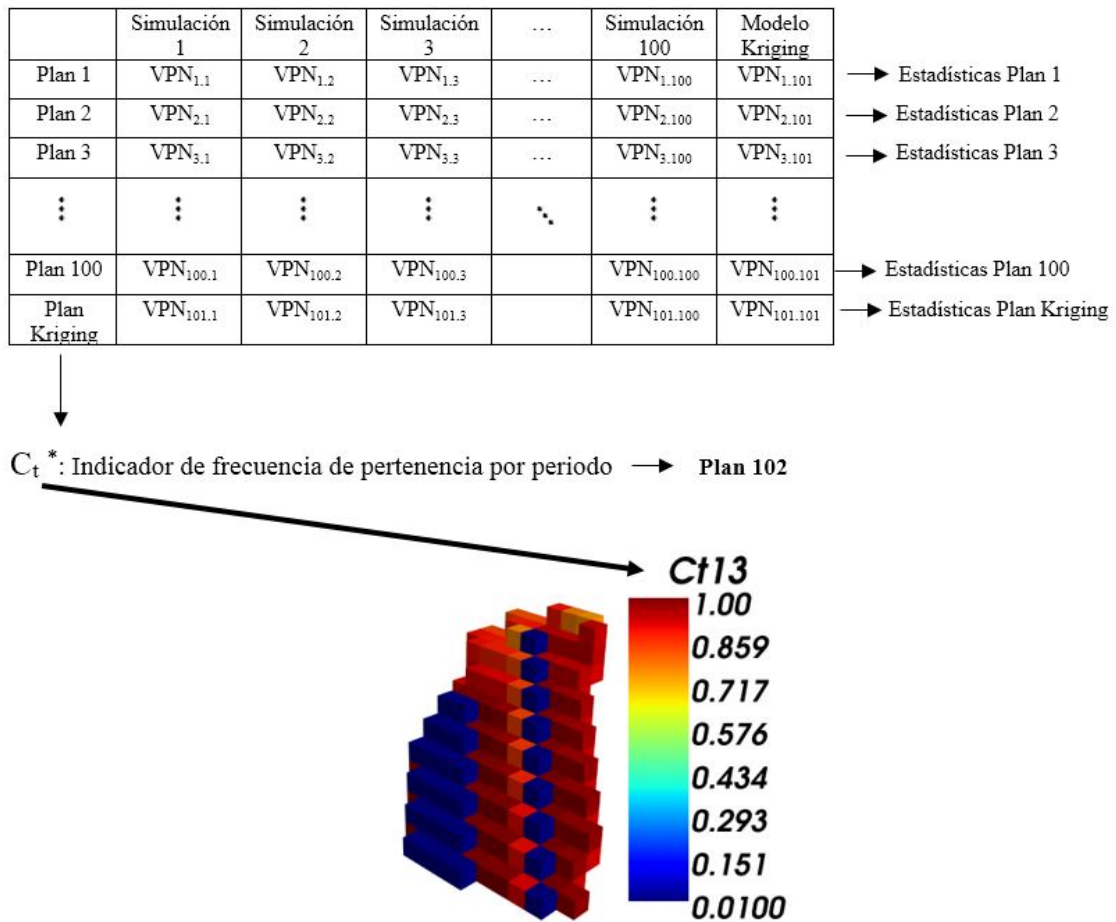 Simulación 1 Simulación 2 Simulación 3 … Simulación 100 Modelo Kriging
Plan 1 VPN1.1 VPN1.2 VPN1.3 … VPN1.100 VPN1.101 Estadísticas Plan 1
Plan 2 VPN2.1 VPN2.2 VPN2.3 … VPN2.100 VPN2.101 Estadísticas Plan 2
Plan 3 VPN3.1 VPN3.2 VPN3.3 … VPN3.100 VPN3.101 Estadísticas Plan 3
⋮ ⋮ ⋮ ⋮ ⋱ ⋮ ⋮
Plan 100 VPN100.1 VPN100.2 VPN100.3 VPN100.100 VPN100.101 Estadísticas Plan 100
Plan Kriging VPN101.1 VPN101.2 VPN101.3 VPN101.100 VPN101.101 Estadísticas Plan Kriging
Ct *: Indicador de frecuencia de pertenencia por periodo Plan 102
Ct13
1.00
0.859
0.717
0.576
0.434
0.293
0.151
0.0100